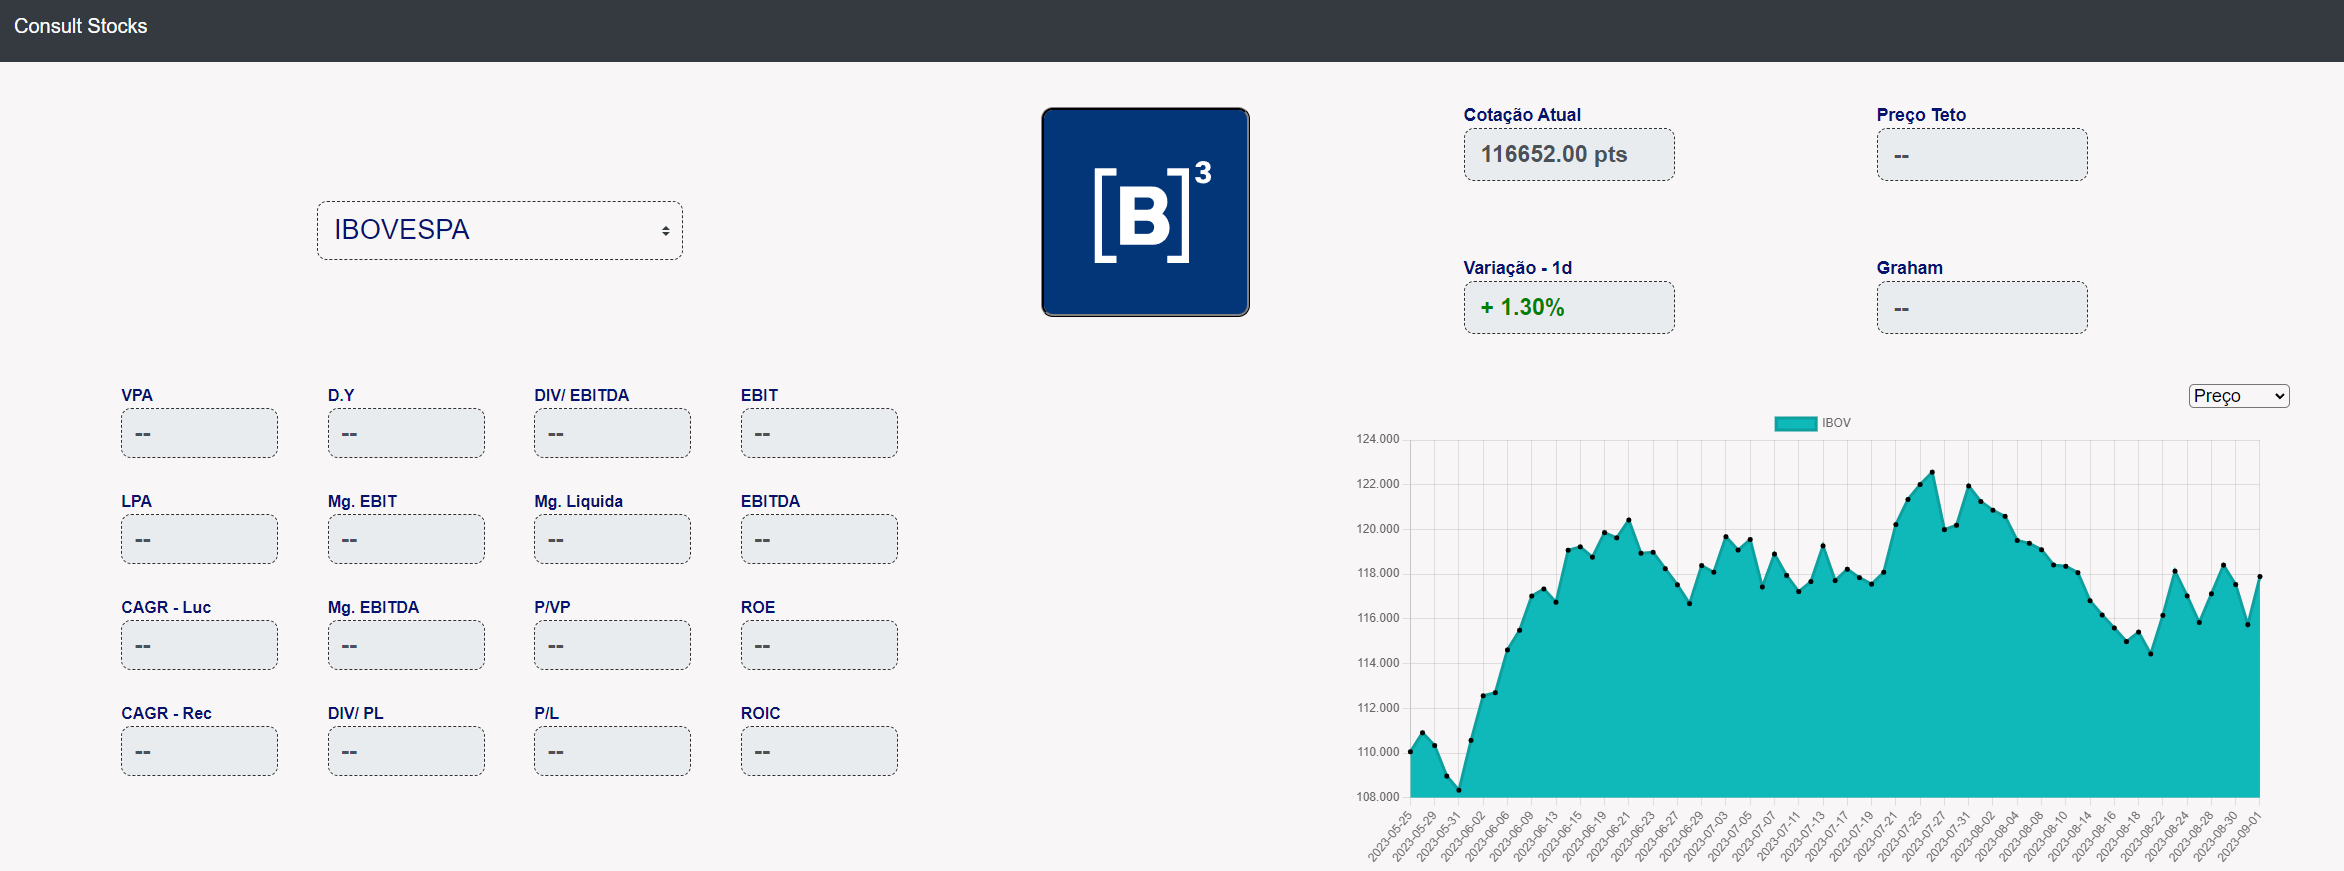 Consult Stocks
IBOVESPA
[B]3
Cotação Atual
116652.00 pts
Preço Teto
--
Variação - 1d
+ 1.30%
Graham
--
VPA
--
D.Y
--
DIV/ EBITDA
--
EBIT
--
LPA
--
Mg. EBIT
--
Mg. Liquida
--
EBITDA
--
CAGR - Luc
--
Mg. EBITDA
--
P/VP
--
ROE
--
CAGR - Rec
--
DIV/ PL
--
P/L
--
ROIC
--
Preço
IBOV
124.000
122.000
120.000
118.000
116.000
114.000
112.000
110.000
108.000
2023-05-25
2023-05-29
2023-05-31
2023-06-02
2023-06-06
2023-06-09
2023-06-13
2023-06-15
2023-06-19
2023-06-21
2023-06-23
2023-06-27
2023-06-29
2023-07-03
2023-07-05
2023-07-07
2023-07-11
2023-07-13
2023-07-17
2023-07-19
2023-07-21
2023-07-25
2023-07-27
2023-07-31
2023-08-02
2023-08-04
2023-08-08
2023-08-10
2023-08-14
2023-08-16
2023-08-18
2023-08-22
2023-08-24
2023-08-28
2023-08-30
2023-09-01